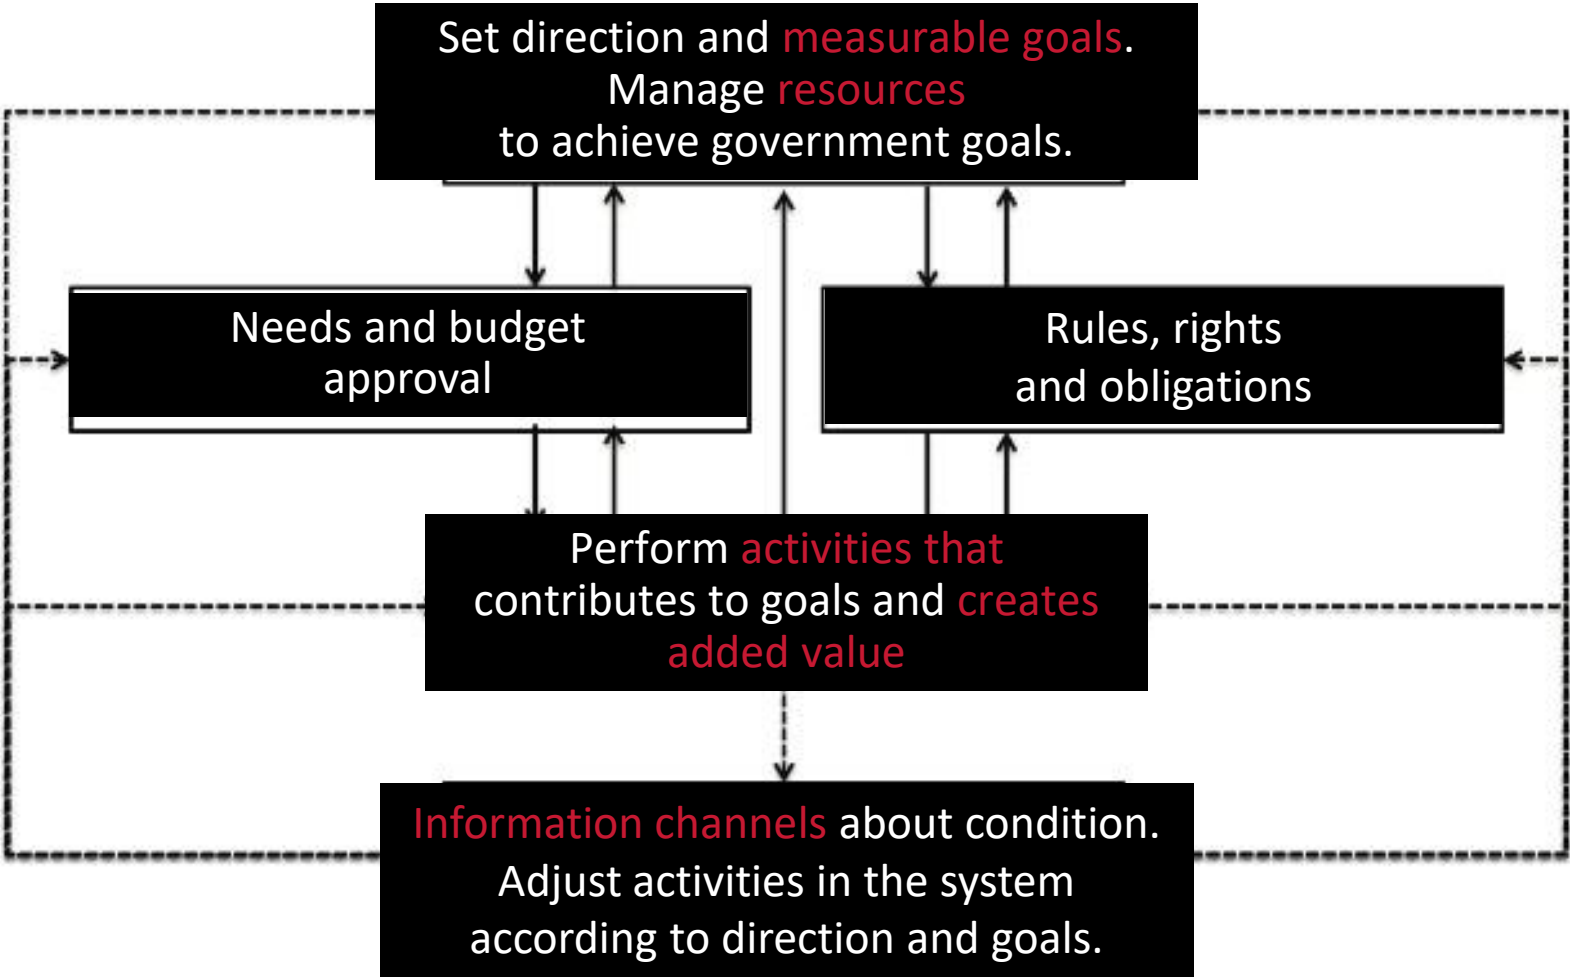 Set direction and measurable goals.
Manage resources
to achieve government goals.
Needs and budget
approval
Rules, rights
and obligations
Perform activities that
contributes to goals and creates
added value
Information channels about condition.
Adjust activities in the system
according to direction and goals.